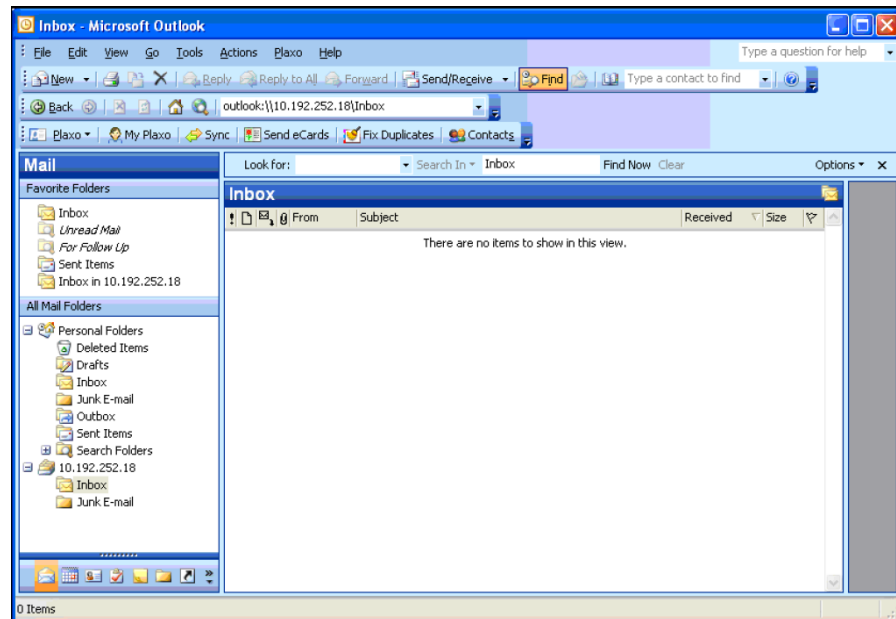 Inbox - Microsoft Outlook
File Edit View Go Tools Actions Plaxo Help Type a question for help
New Reply Reply to All Forward Send/Receive Find Type a contact to find
Back outlook:\\10.192.252.18\Inbox
Plaxo My Plaxo Sync Send eCards Fix Duplicates Contacts
Mail Look for: Search In Inbox Find Now Clear Options
Favorite Folders Inbox
Inbox ! From Subject Received Size
Unread Mail There are no items to show in this view.
For Follow Up
Sent Items
Inbox in 10.192.252.18
All Mail Folders
Personal Folders
Deleted Items
Drafts
Inbox
Junk E-mail
Outbox
Sent Items
Search Folders
10.192.252.18
Inbox
Junk E-mail
0 Items